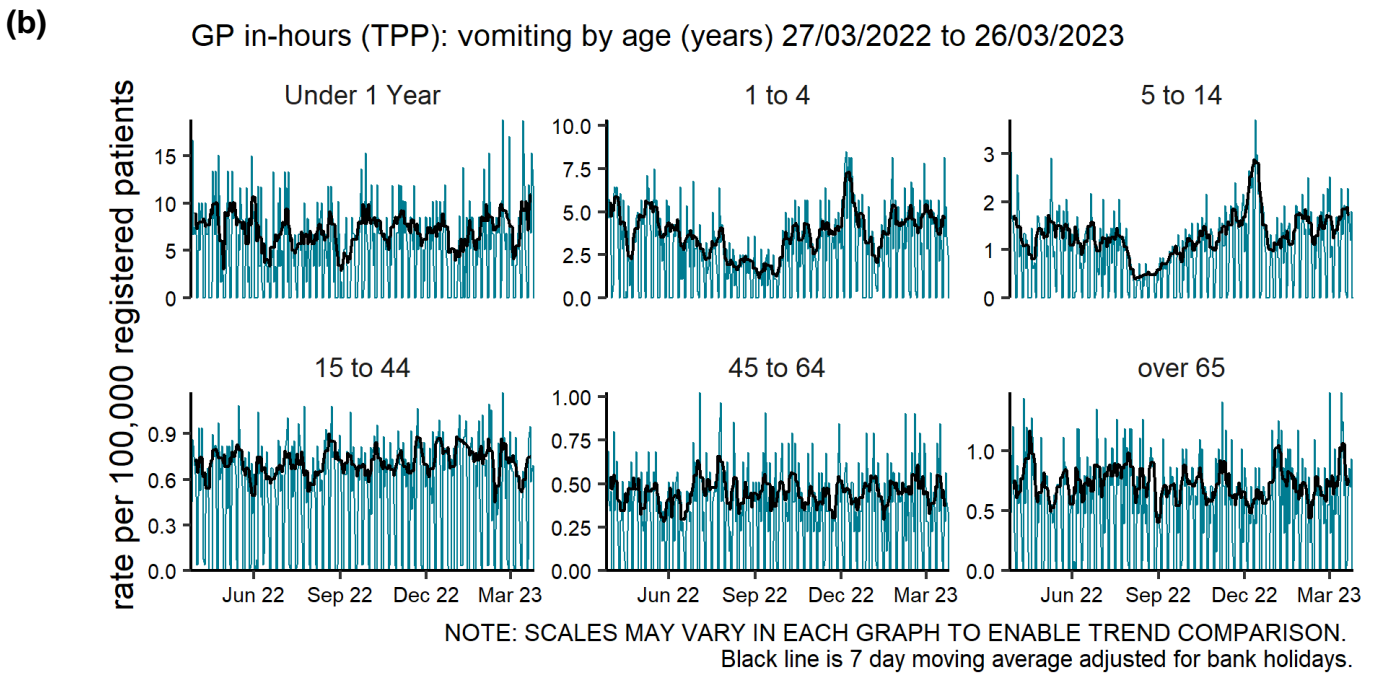 (b)
GP in-hours (TPP): vomiting by age (years) 27/03/2022 to 26/03/2023
rate per 100,000 registered patients
Under 1 Year
15
10
5
0
1 to 4
10.0
7.5
5.0
2.5
0.0
5 to 14
3
2
1
0
15 to 44
0.9
0.6
0.3
0.0
Jun 22 Sep 22 Dec 22 Mar 23
45 to 64
1.00
0.75
0.50
0.25
0.00
Jun 22 Sep 22 Dec 22 Mar 23
over 65
1.0
0.5
0.0
Jun 22 Sep 22 Dec 22 Mar 23
NOTE: SCALES MAY VARY IN EACH GRAPH TO ENABLE TREND COMPARISON.
Black line is 7 day moving average adjusted for bank holidays.